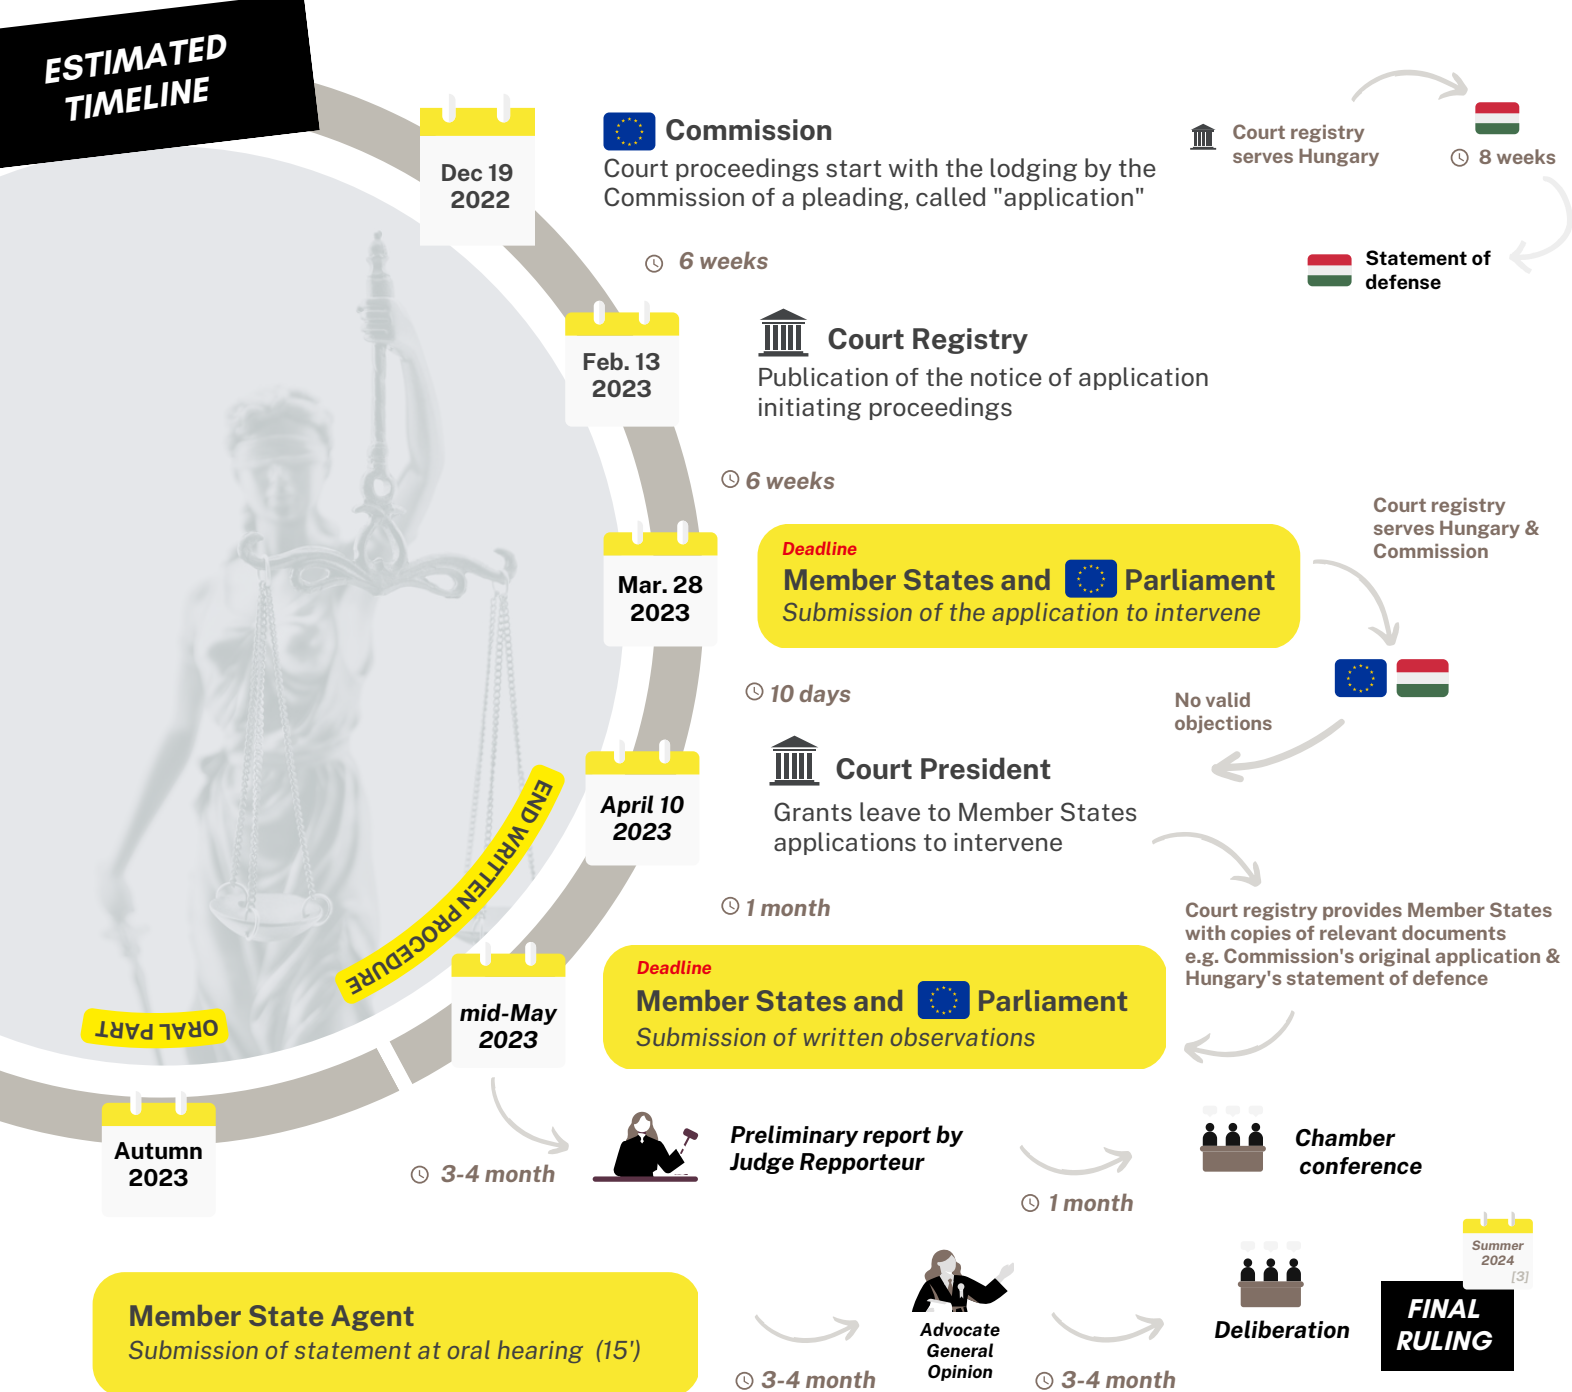 ESTIMATED
TIMELINE
Dec 19
2022
Commission
Court proceedings start with the lodging by the
Commission of a pleading, called "application"
Court registry
serves Hungary
8 weeks
Statement of
defense
6 weeks
Feb. 13
2023
Court Registry
Publication of the notice of application
initiating proceedings
6 weeks
Mar. 28
2023
Deadline
Member States and Parliament
Submission of the application to intervene
Court registry
serves Hungary &
Commission
10 days
No valid
objections
April 10
2023
Court President
Grants leave to Member States
applications to intervene
1 month
Court registry provides Member States
with copies of relevant documents
e.g. Commission's original application &
Hungary's statement of defence
END WRITTEN PROCEDURE
mid-May
2023
Deadline
Member States and Parliament
Submission of written observations
ORAL PART
Autumn
2023
3-4 month
Preliminary report by
Judge Repporteur
1 month
Chamber
conference
Member State Agent
Submission of statement at oral hearing (15')
3-4 month
Advocate
General
Opinion
3-4 month
Deliberation
Summer
2024
[3]
FINAL
RULING